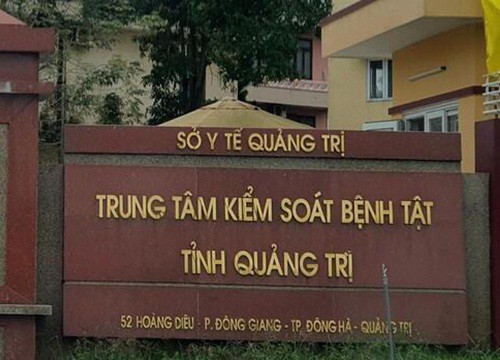 SỞ Y TẾ QUẢNG TRỊ
TRUNG TÂM KIỂM SOÁT BỆNH TẬT
TỈNH QUẢNG TRỊ
52 HOÀNG DIỆU - P. ĐÔNG GIANG - TP. ĐÔNG HÀ - QUẢNG TRỊ